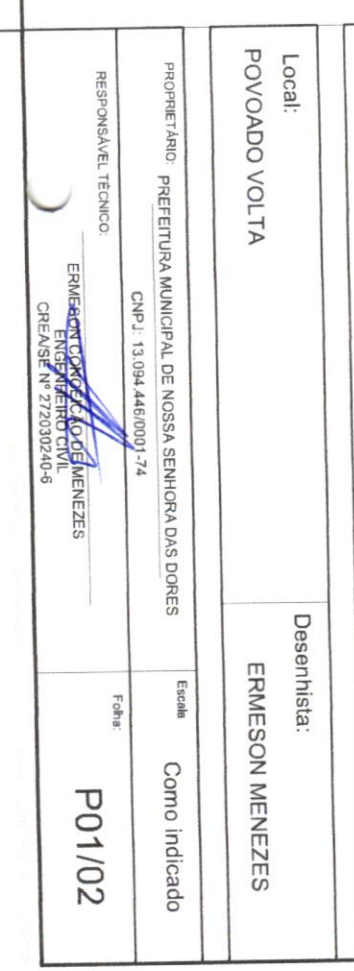 Local:
POVOADO VOLTA
Desenhista:
ERMESON MENEZES
PROPRIETÁRIO: PREFEITURA MUNICIPAL DE NOSSA SENHORA DAS DORES
CNPJ: 13.094.446/0001-74
Escala
Como indicado
RESPONSÁVEL TÉCNICO:
ERMESON CONCEICAO DE MENEZES
ENGENHEIRO CIVIL
CREA/SE Nº 272030240-6
Folha:
P01/02